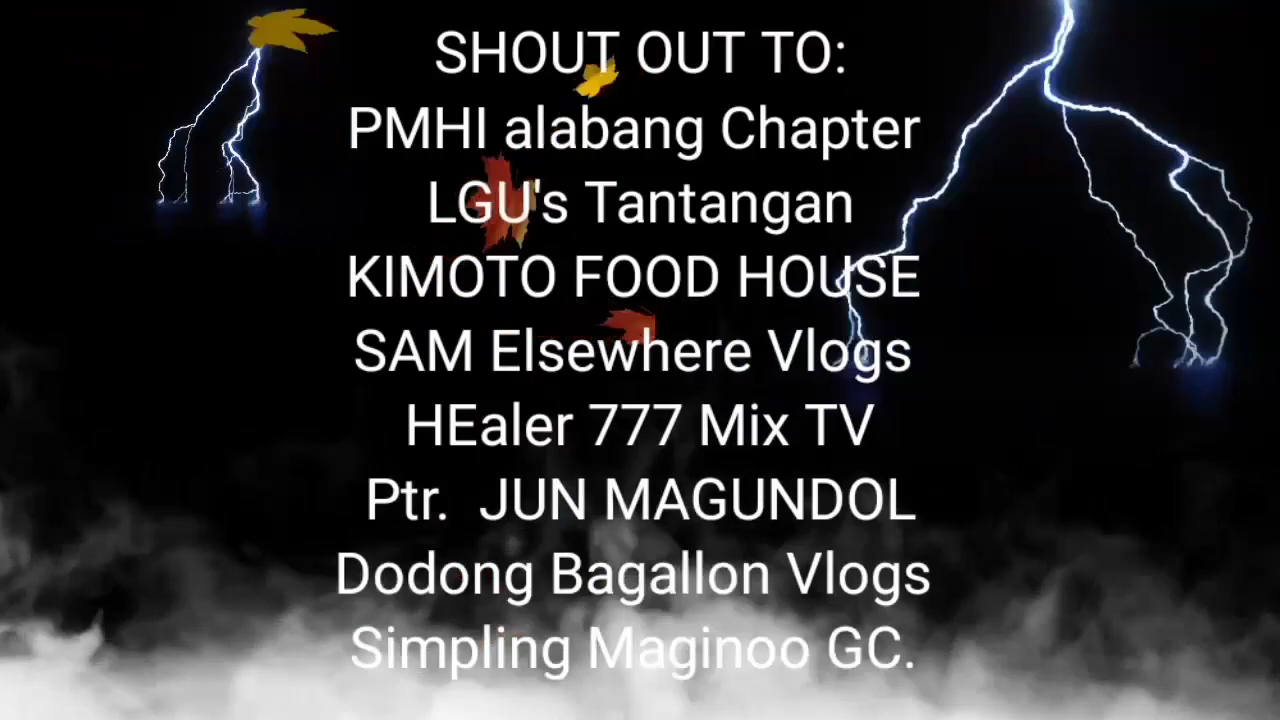 SHOUT OUT TO:
PMHI alabang Chapter
LGU's Tantangan
KIMOTO FOOD HOUSE
SAM Elsewhere Vlogs
HEaler 777 Mix TV
Ptr.  JUN MAGUNDOL
Dodong Bagallon Vlogs
Simpling Maginoo GC.